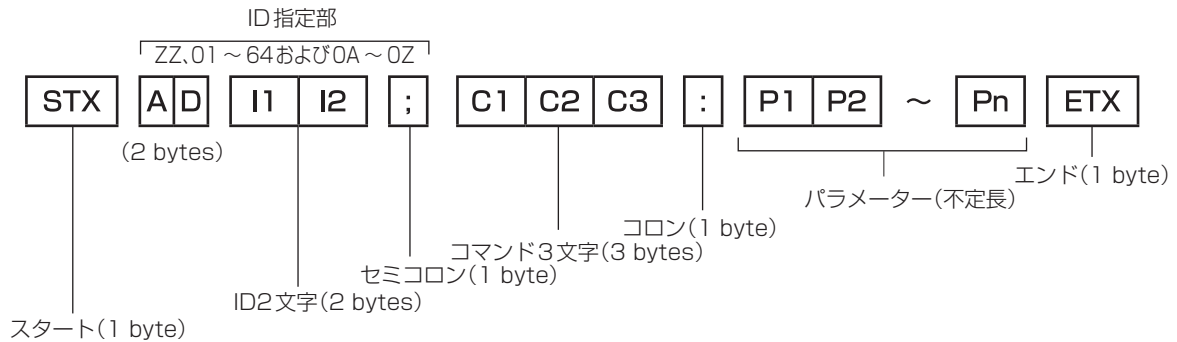 ID指定部
ZZ、01～64および0A～0Z
STX A D I1 I2 ; C1 C2 C3 : P1 P2 ～ Pn ETX
(2 bytes)
エンド(1 byte)
パラメーター(不定長)
コロン(1 byte)
コマンド3文字(3 bytes)
セミコロン(1 byte)
ID2文字(2 bytes)
スタート(1 byte)